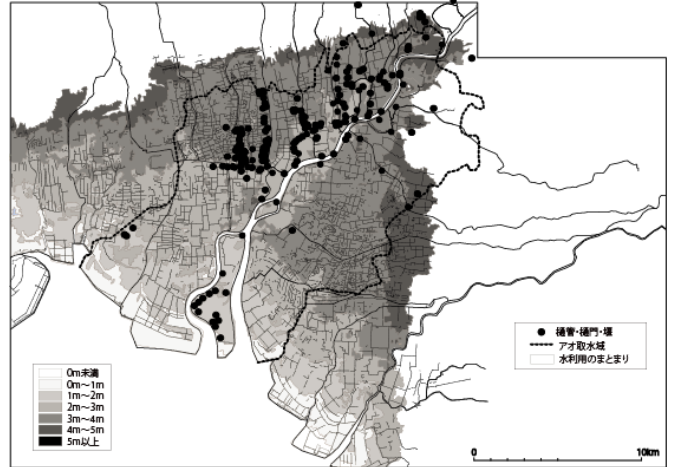 樋管・樋門・堰
アオ取水域
水利用のまとまり
0m未満
0m～1m
1m～2m
2m～3m
3m～4m
4m～5m
5m以上
0 10km